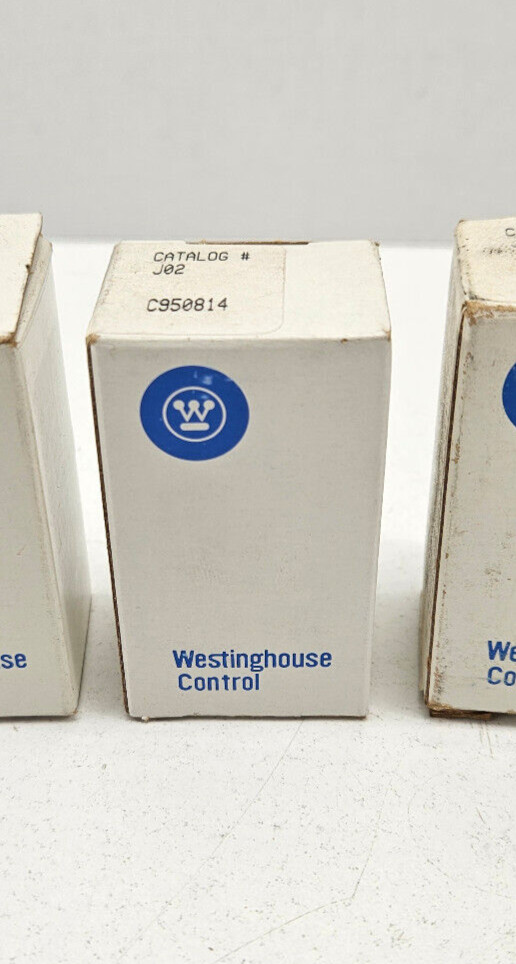 CATALOG #
J02
C950814
W
Westinghouse
Control
se
We
Co
C